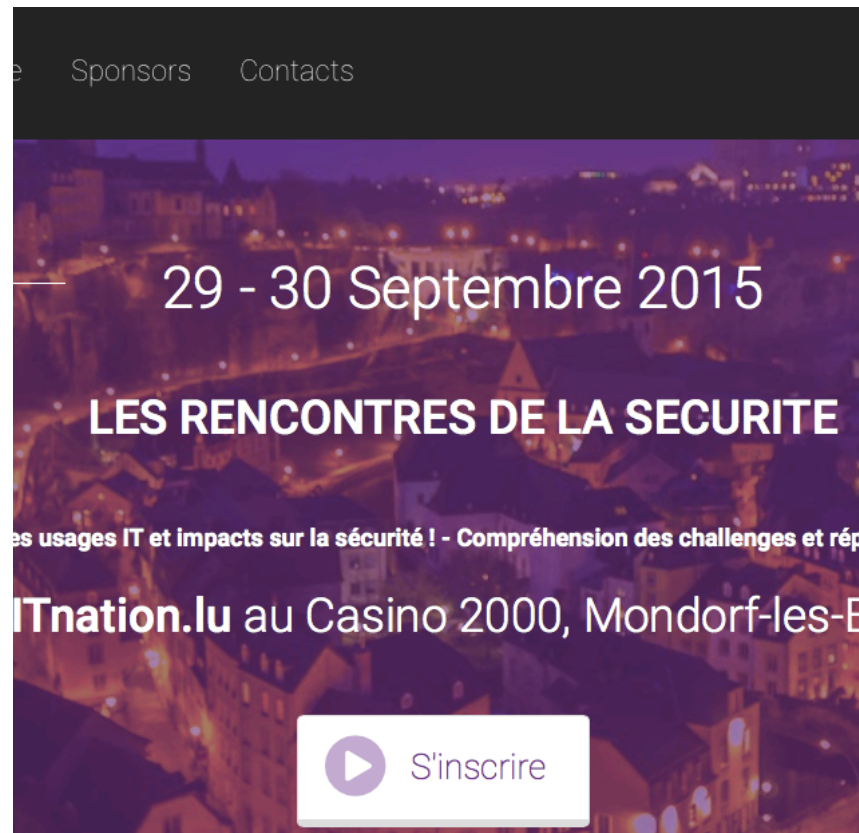 Sponsors Contacts
29 - 30 Septembre 2015
LES RENCONTRES DE LA SECURITE
usages IT et impacts sur la sécurité ! - Compréhension des challenges et
ITnation.lu au Casino 2000, Mondorf-les-
S'inscrire